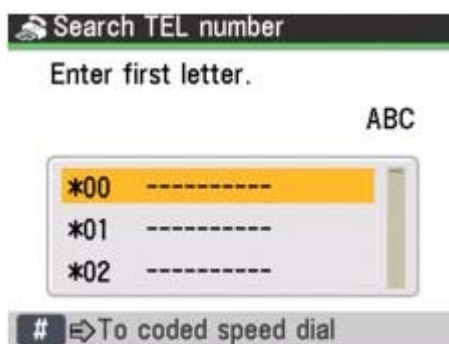 Search TEL number
Enter first letter.
ABC
*00 ----------
*01 ----------
*02 ----------
# ⇨To coded speed dial